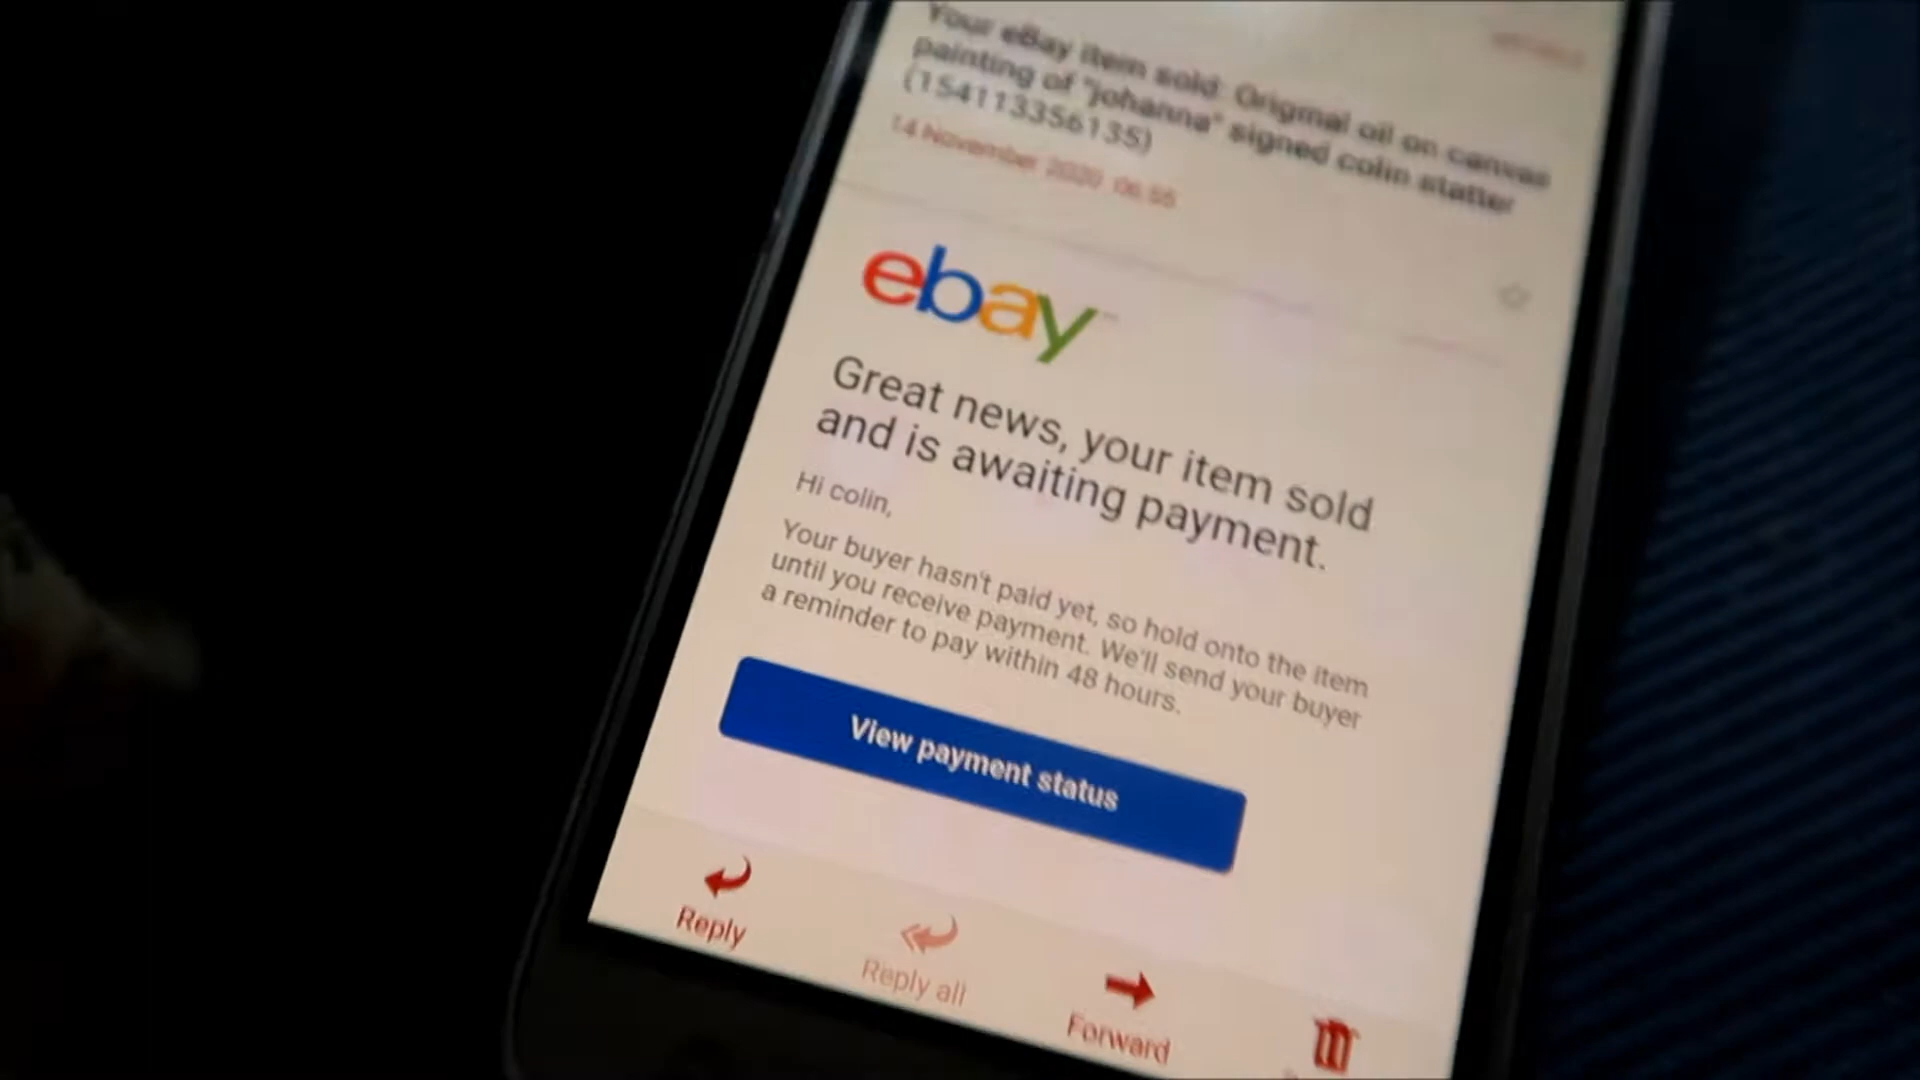 Your eBay item sold: Origmal oil on canvas
painting of "johanna" signed colin statter
(154113356135)
14 November 2020 06:55
ebay
Great news, your item sold
and is awaiting payment.
Hi colin,
Your buyer hasn't paid yet, so hold onto the item
until you receive payment. We'll send your buyer
a reminder to pay within 48 hours.
View payment status
Reply
Reply all
Forward